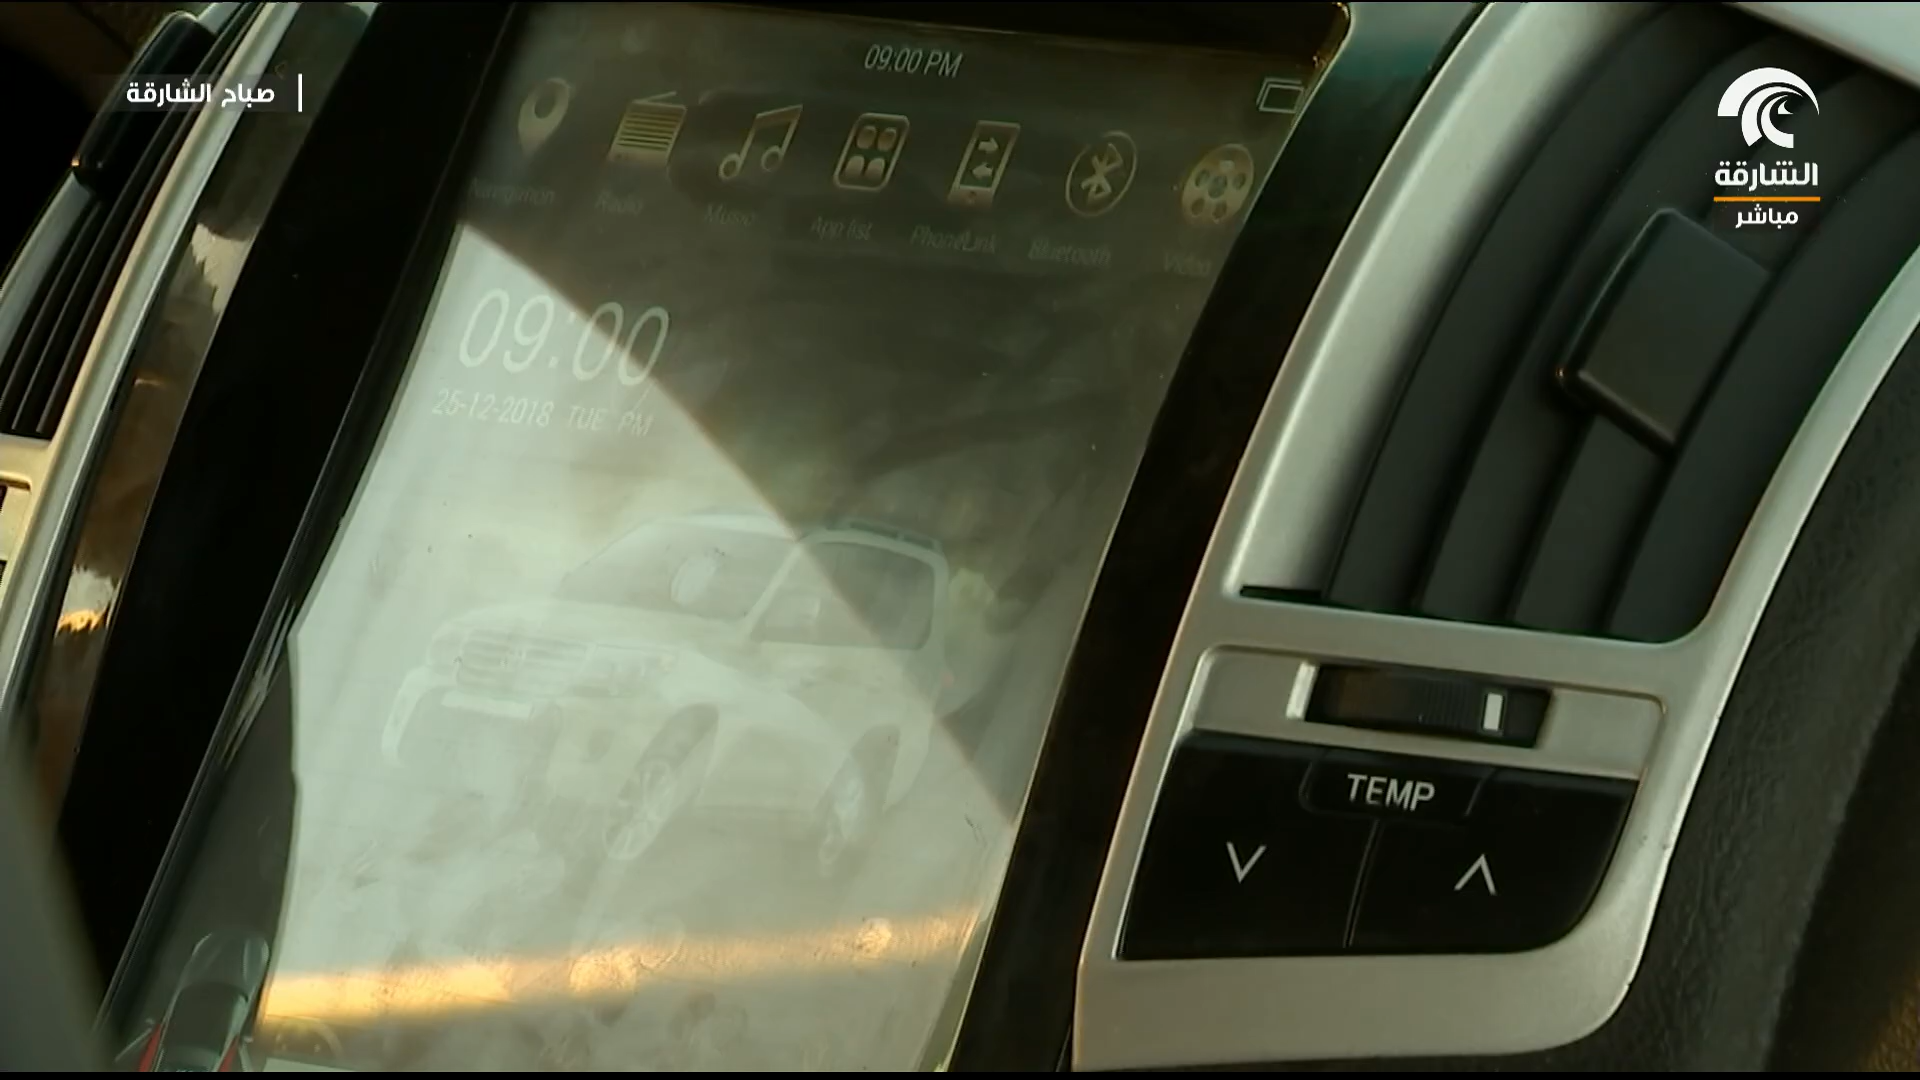 صباح الشارقة
الشارقة
مباشر
09:00 PM
Navigation Radio Music App list PhoneLink Bluetooth Video
09:00
25-12-2018 TUE PM
TEMP